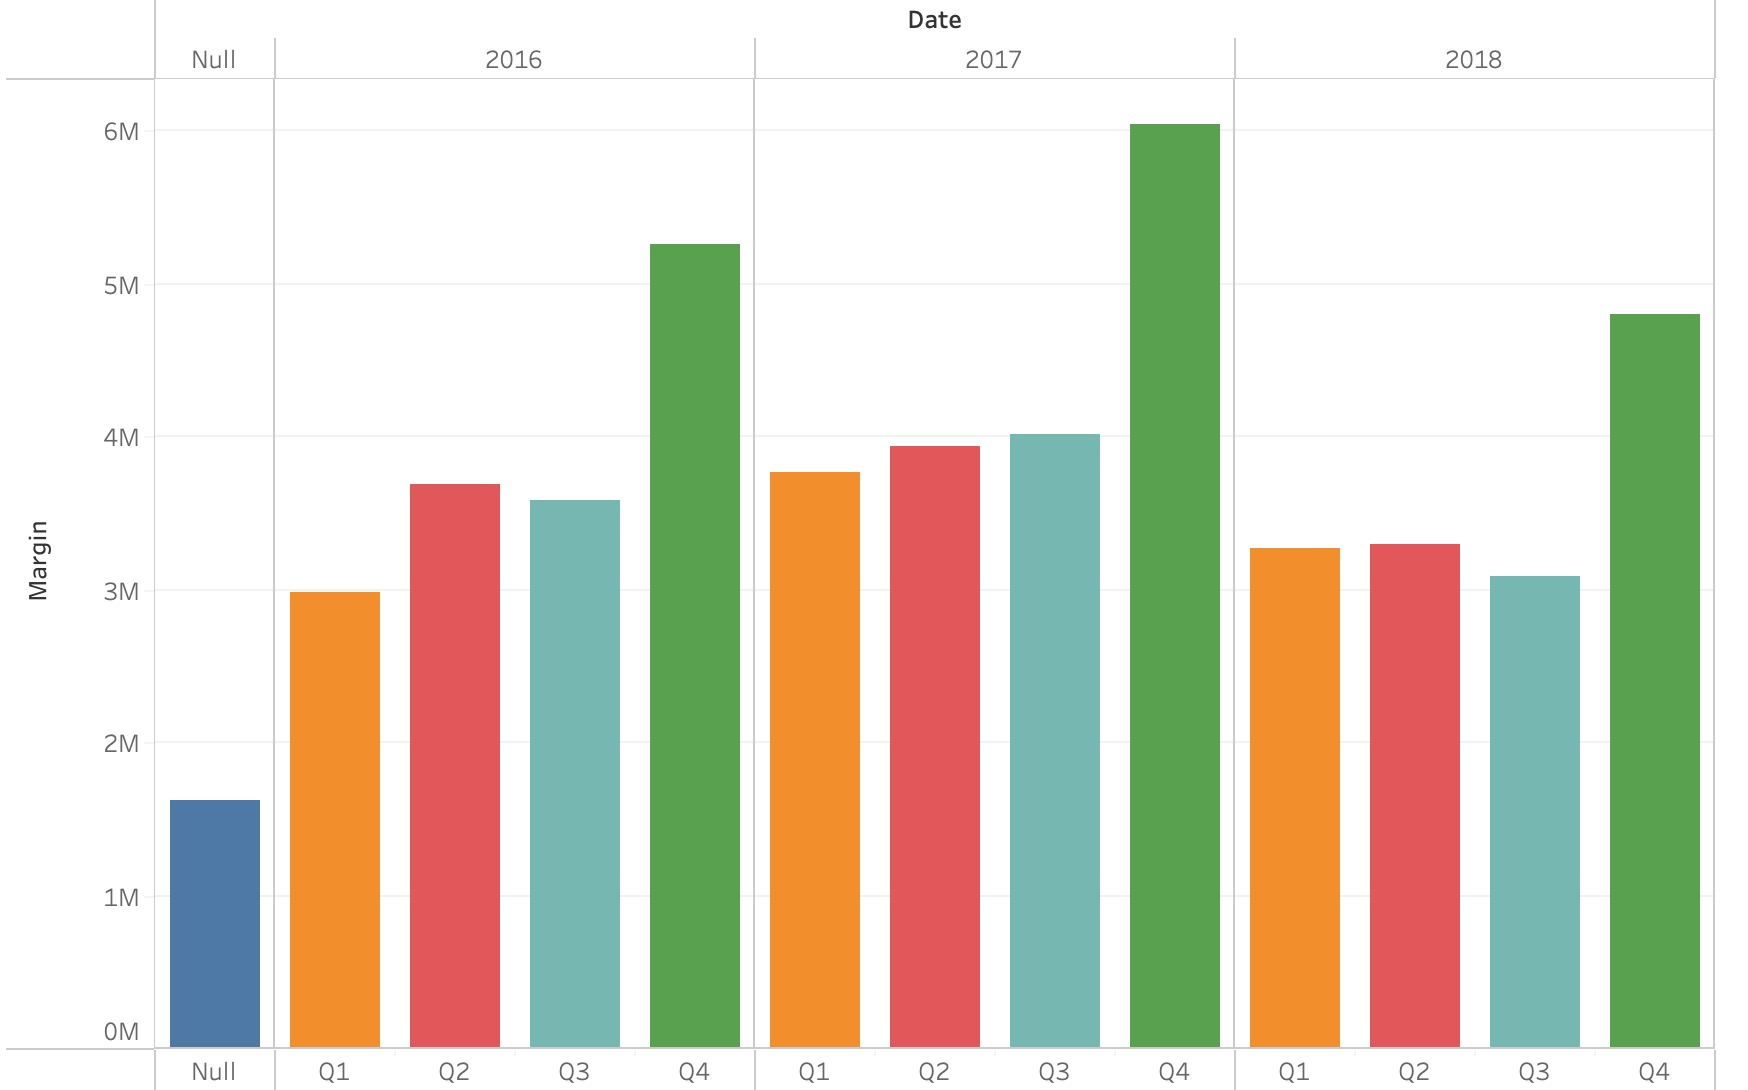 Date
Null 2016 2017 2018
6M
5M
4M
3M
2M
1M
0M
Margin
Null Q1 Q2 Q3 Q4 Q1 Q2 Q3 Q4 Q1 Q2 Q3 Q4